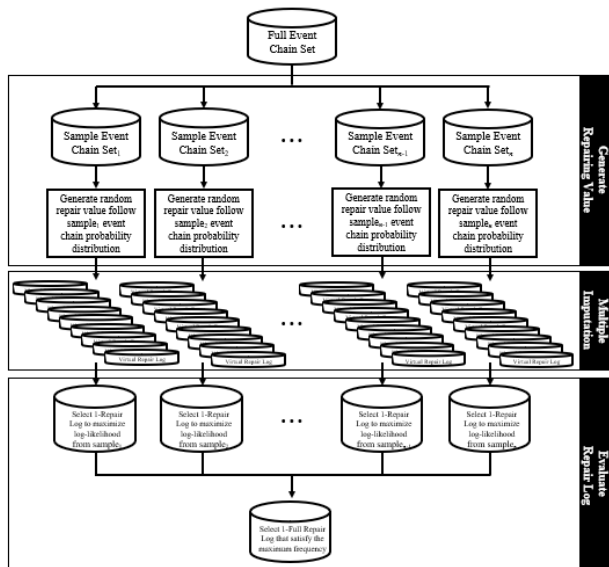 Full Event
Chain Set
Sample Event
Chain Set1
Sample Event
Chain Set2
...
Sample Event
Chain Setn-1
Sample Event
Chain Setn
Generate
Repairing Value
Generate random
repair value follow
sample1 event
chain probability
distribution
Generate random
repair value follow
sample2 event
chain probability
distribution
...
Generate random
repair value follow
samplen-1 event
chain probability
distribution
Generate random
repair value follow
samplen event
chain probability
distribution
Virtual Repair Log
Virtual Repair Log
...
Virtual Repair Log
Virtual Repair Log
Multiple
Imputation
Select 1-Repair
Log to maximize
log-likelihood
from sample1
Select 1-Repair
Log to maximize
log-likelihood
from sample2
...
Select 1-Repair
Log to maximize
log-likelihood
from samplen-1
Select 1-Repair
Log to maximize
log-likelihood
from samplen
Evaluate
Repair Log
Select 1-Full Repair
Log that satisfy the
maximum frequency